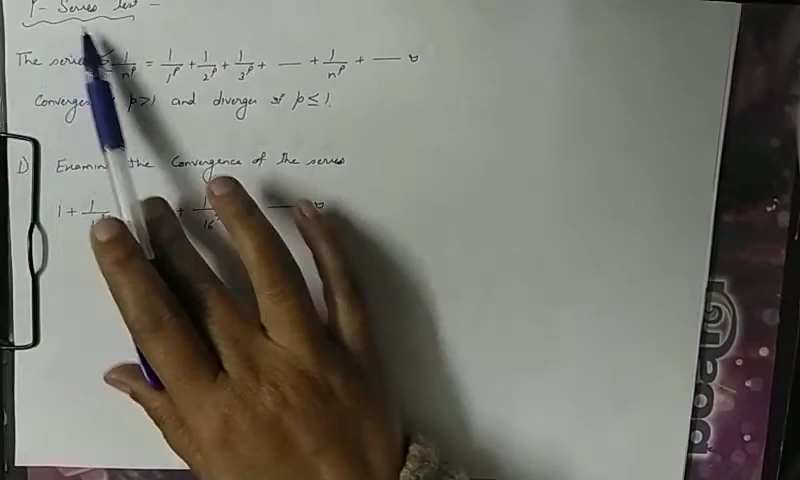 P- Series Test -
The series Σ 1/n^p = 1/1^p + 1/2^p + 1/3^p + — + 1/n^p + — ∞
Converges p>1 and diverges if p ≤ 1.
1) Examin the Convergence of the series
1 + 1/ + 1/16 — ∞